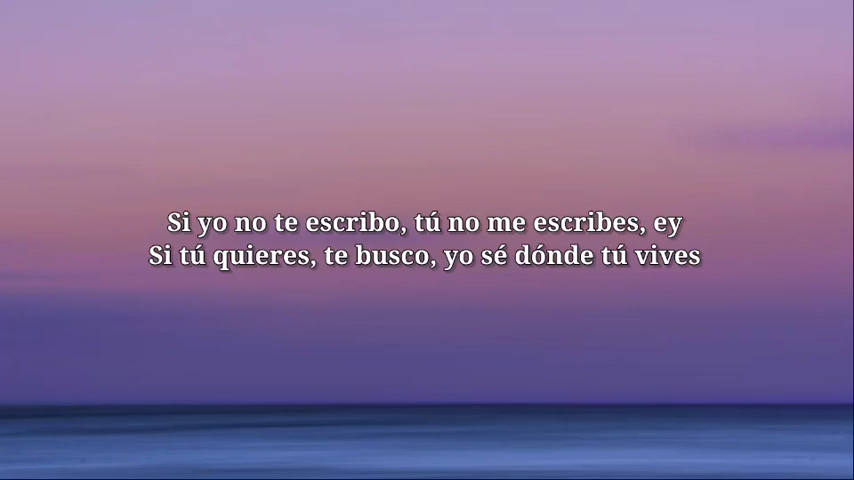 Si yo no te escribo, tú no me escribes, ey
Si tú quieres, te busco, yo sé dónde tú vives